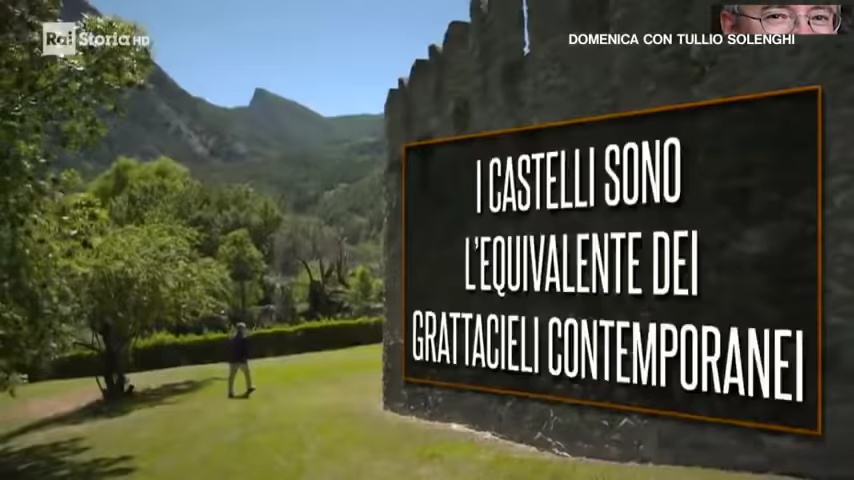 Rai Storia HD
DOMENICA CON TULLIO SOLENGHI
I CASTELLI SONO
L'EQUIVALENTE DEI
GRATTACIELI CONTEMPORANEI